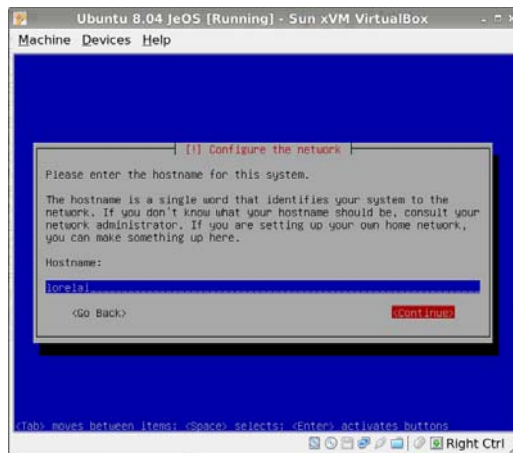 Ubuntu 8.04 JeOS [Running] - Sun xVM VirtualBox
Machine Devices Help
[!] Configure the network
Please enter the hostname for this system.
The hostname is a single word that identifies your system to the
network. If you don't know what your hostname should be, consult your
network administrator. If you are setting up your own home network,
you can make something up here.
Hostname:
lorelai
<Go Back> <Continue>
<Tab> moves between items; <Space> selects; <Enter> activates buttons
Right Ctrl